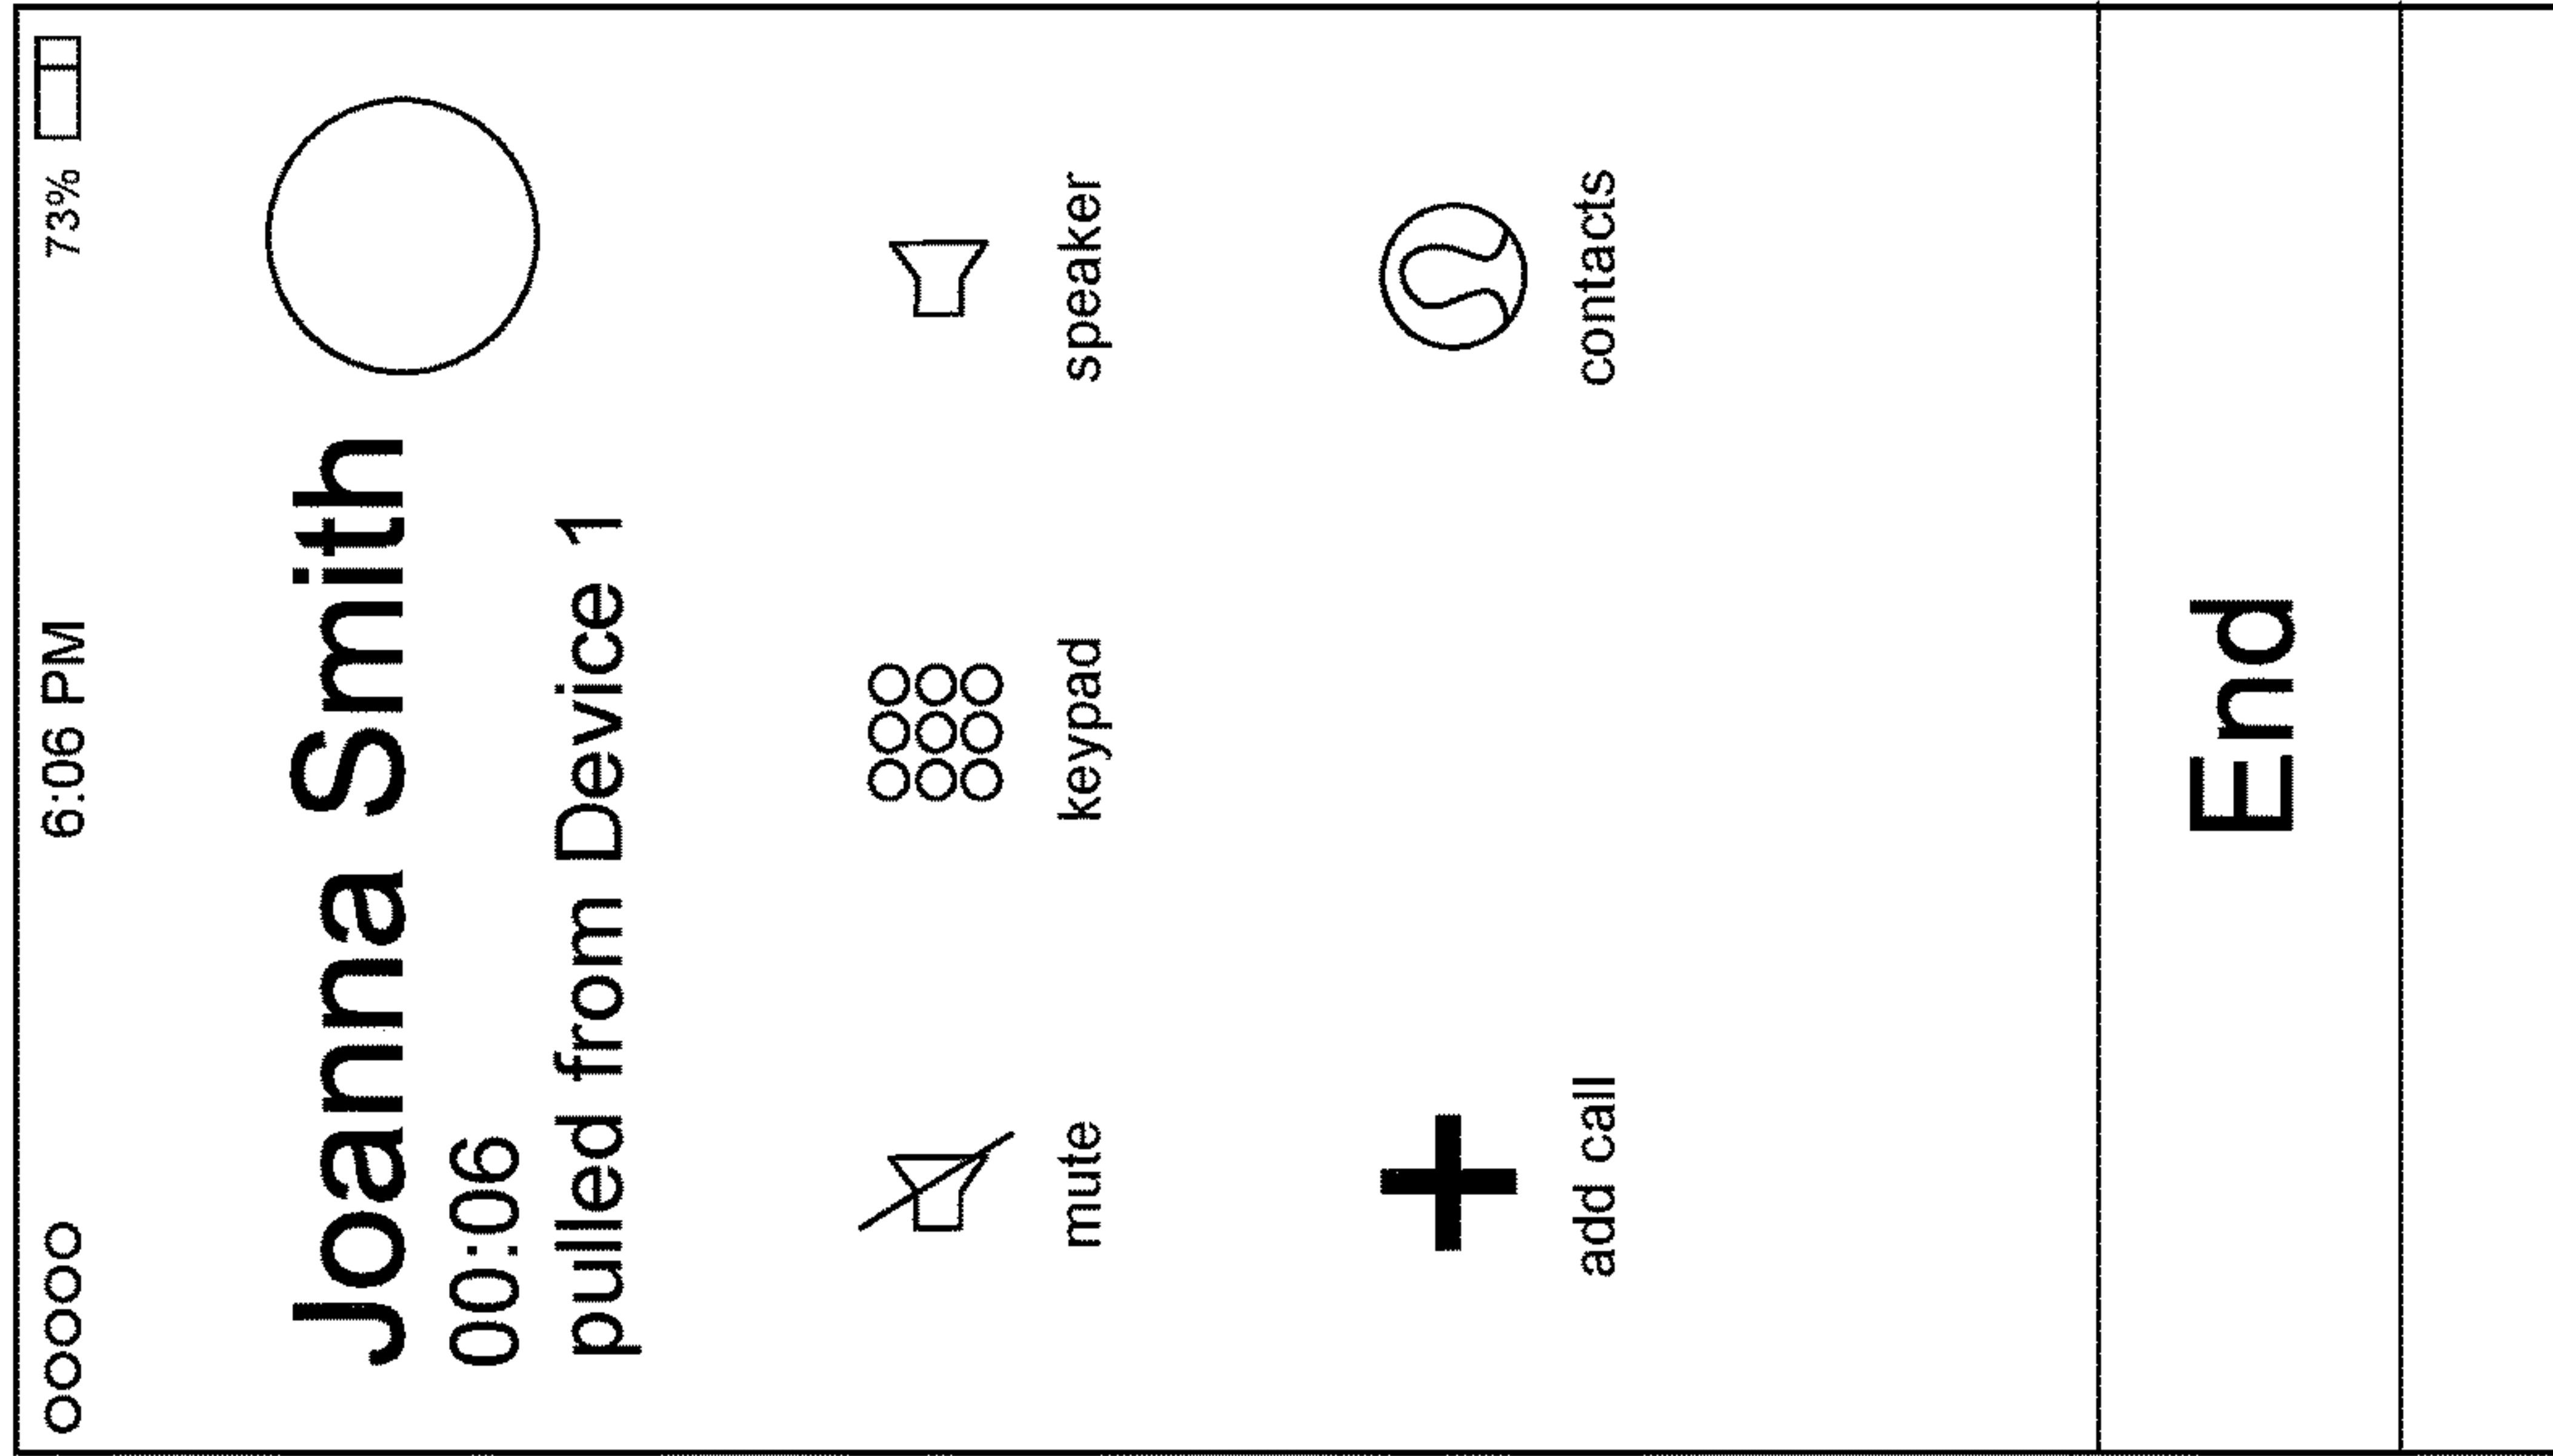 6:06 PM 73%
Joanna Smith
00:06
pulled from Device 1
mute keypad speaker
add call contacts
End